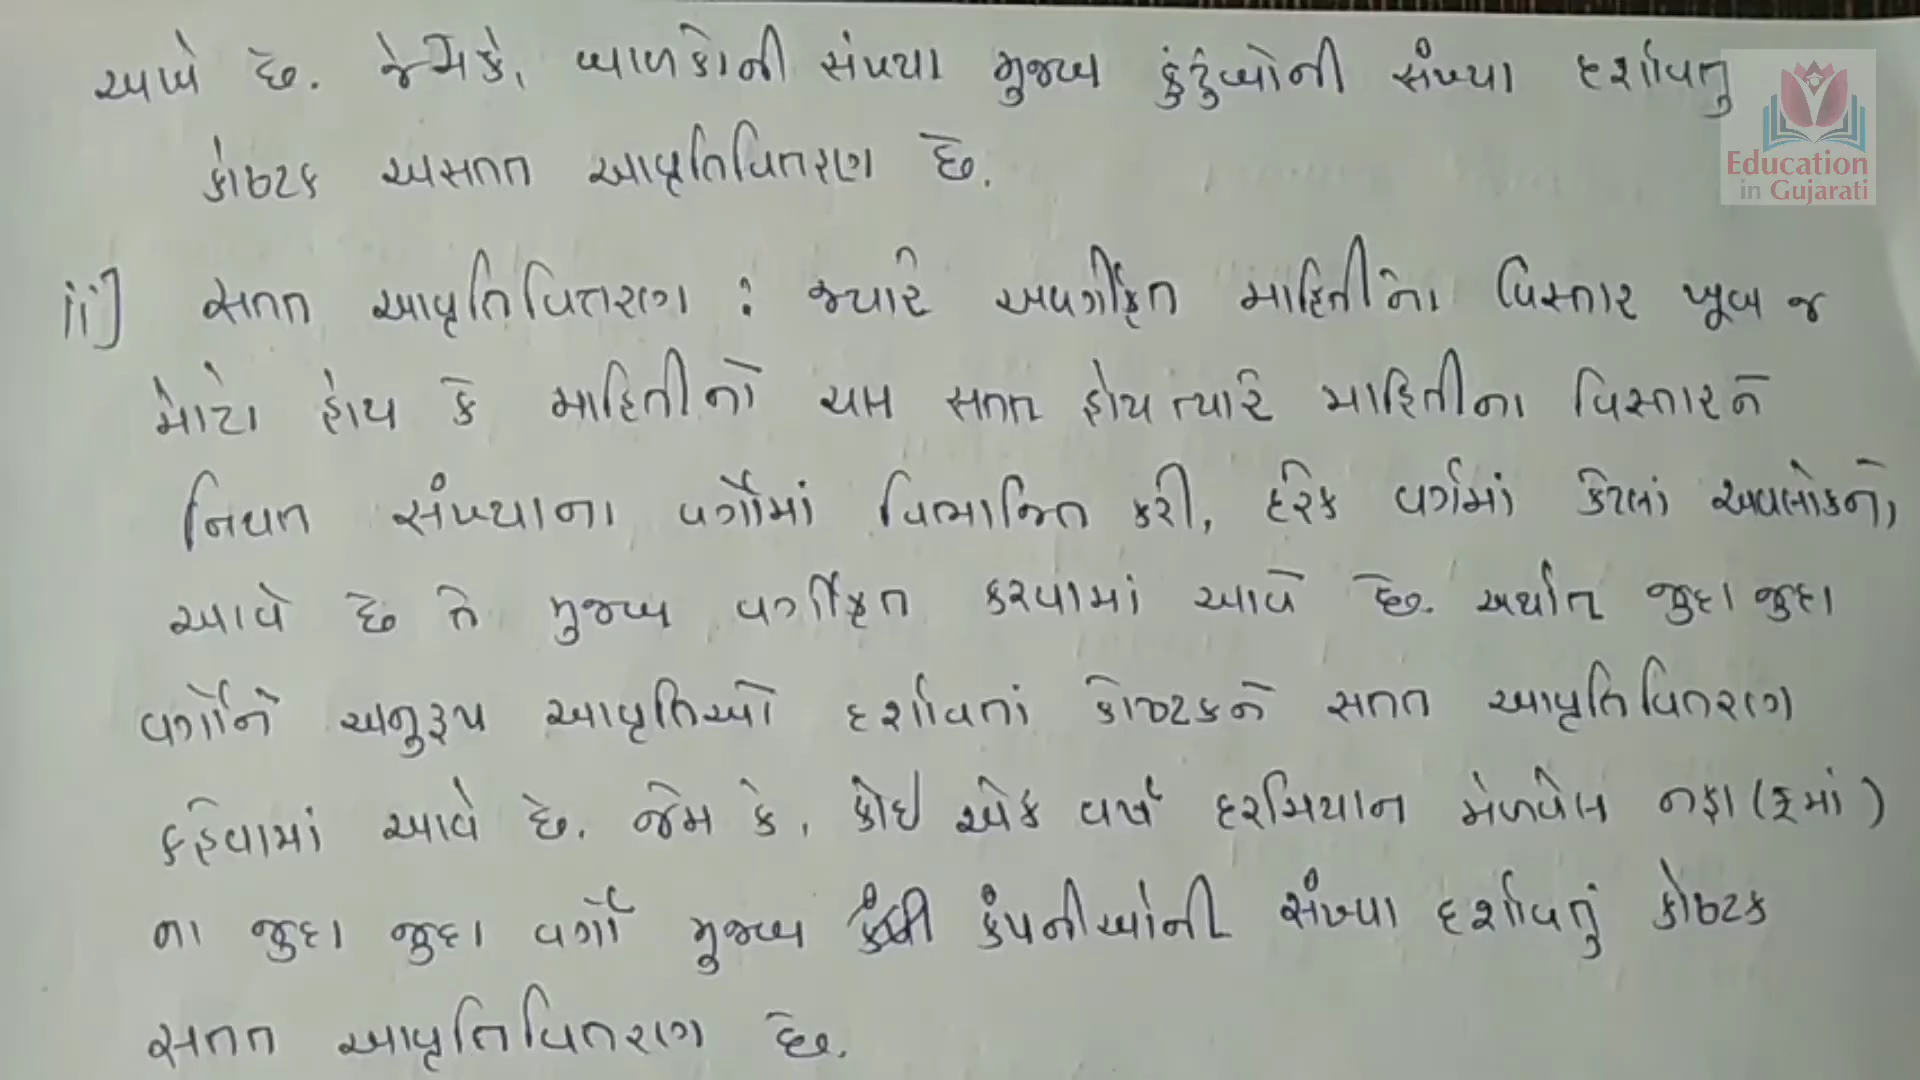 આવે છે. જેમકે, બાળકોની સંખ્યા મુજબ કુંટુંબોની સંખ્યા દર્શાવતુ
કોષ્ટક અસતત આવૃતિવિતરણ છે.
ii] સતત આવૃતિવિતરણ : જ્યારે અવર્ગીકૃત માહિતીના વિસ્તાર ખૂબ જ
મોટો હોય કે માહિતીનો ચલ સતત હોય ત્યારે માહિતીના વિસ્તારને
નિયત સંખ્યાના વર્ગોમાં વિભાજિત કરી, દરેક વર્ગમાં કેટલાં અવલોકનો
આવે છે તે મુજબ વર્ગીકૃત કરવામાં આવે છે. અર્થાત જુદા જુદા
વર્ગોને અનુરૂપ આવૃતિઓ દર્શાવતાં કોષ્ટકને સતત આવૃતિવિતરણ
કહેવામાં આવે છે. જેમ કે, કોઇ એક વર્ષ દરમિયાન મેળવેલ નફા (રૂમાં)
ના જુદા જુદા વર્ગો મુજબ કંપનીઓની સંખ્યા દર્શાવતું કોષ્ટક
સતત આવૃતિવિતરણ છે.
Education
in Gujarati